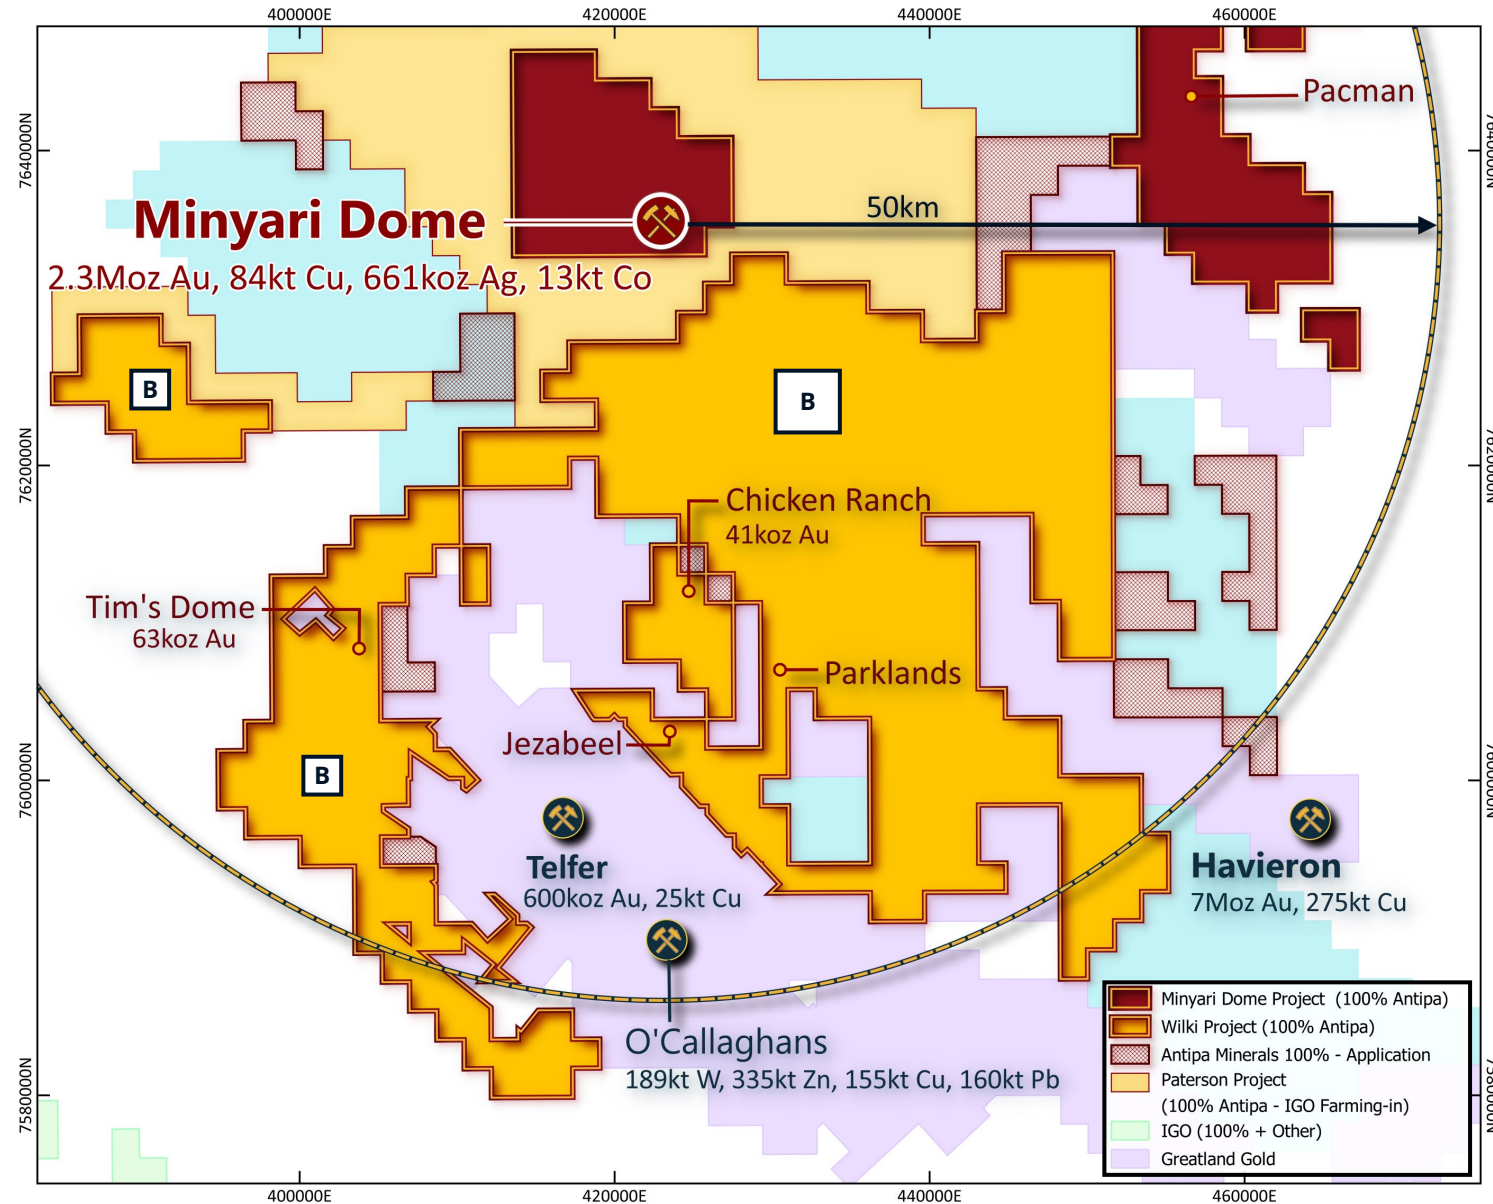 400000E
420000E
440000E
460000E
7640000N
7640000N
Pacman
50km
Minyari Dome
2.3Moz Au, 84kt Cu, 661koz Ag, 13kt Co
B
B
7620000N
7620000N
Chicken Ranch
41koz Au
Tim's Dome
63koz Au
Parklands
Jezabeel
B
7600000N
7600000N
Telfer
600koz Au, 25kt Cu
Havieron
7Moz Au, 275kt Cu
O'Callaghans
189kt W, 335kt Zn, 155kt Cu, 160kt Pb
7580000N
7580000N
Minyari Dome Project (100% Antipa)
Wilki Project (100% Antipa)
Antipa Minerals 100% - Application
Paterson Project
(100% Antipa - IGO Farming-in)
IGO (100% + Other)
Greatland Gold
400000E
420000E
440000E
460000E